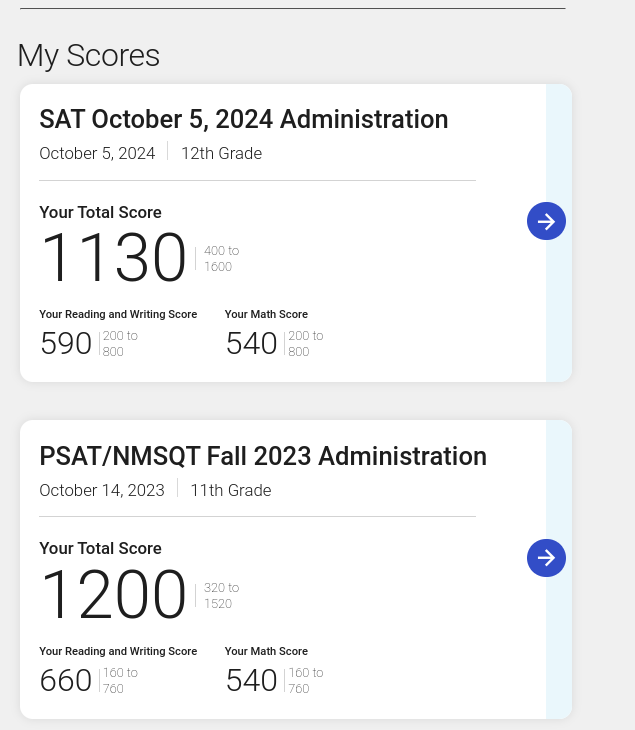 My Scores
SAT October 5, 2024 Administration
October 5, 2024 | 12th Grade
Your Total Score
1130 | 400 to
1600
Your Reading and Writing Score
590 | 200 to
800
Your Math Score
540 | 200 to
800
PSAT/NMSQT Fall 2023 Administration
October 14, 2023 | 11th Grade
Your Total Score
1200 | 320 to
1520
Your Reading and Writing Score
660 | 160 to
760
Your Math Score
540 | 160 to
760